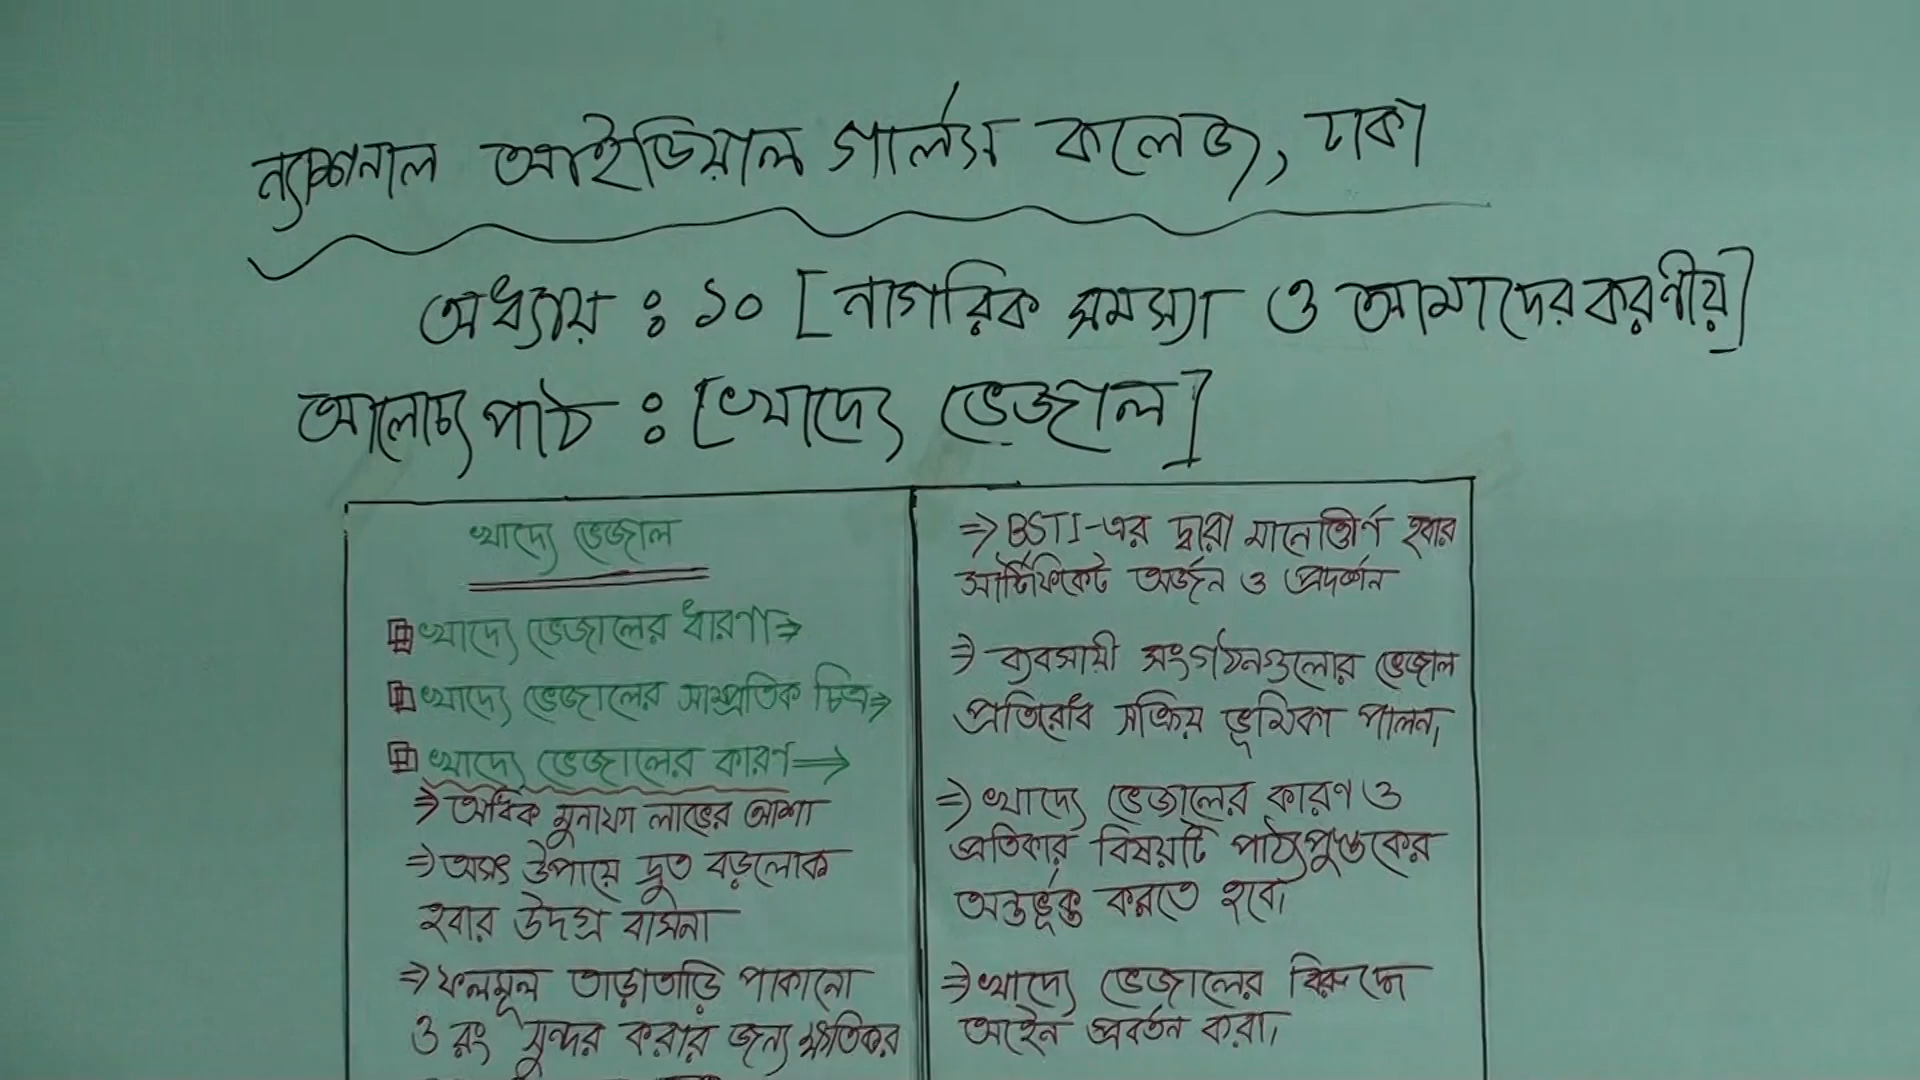 ন্যাশনাল আইডিয়াল গার্লস কলেজ, ঢাকা
অধ্যায় : ১০ [নাগরিক সমস্যা ও আমাদের করণীয়]
আলোচ্য পাঠ : [খাদ্যে ভেজাল]
খাদ্যে ভেজাল
খাদ্যে ভেজালের ধারণা⇒
খাদ্যে ভেজালের সাম্প্রতিক চিত্র⇒
খাদ্যে ভেজালের কারণ⇒
⇒অধিক মুনাফা লাভের আশা
⇒অসৎ উপায়ে দ্রুত বড়লোক
হবার উদগ্র বাসনা
⇒ফলমূল তাড়াতাড়ি পাকানো
ও রং সুন্দর করার জন্য ক্ষতিকর
⇒BSTI-এর দ্বারা মানোত্তীর্ণ হবার
সার্টিফিকেট অর্জন ও প্রদর্শন
⇒ ব্যবসায়ী সংগঠনগুলোর ভেজাল
প্রতিরোধে সক্রিয় ভূমিকা পালন,
⇒খাদ্যে ভেজালের কারণ ও
প্রতিকার বিষয়টি পাঠ্যপুস্তকের
অন্তর্ভূক্ত করতে হবে।
⇒খাদ্যে ভেজালের বিরুদ্ধে
আইন প্রবর্তন করা।